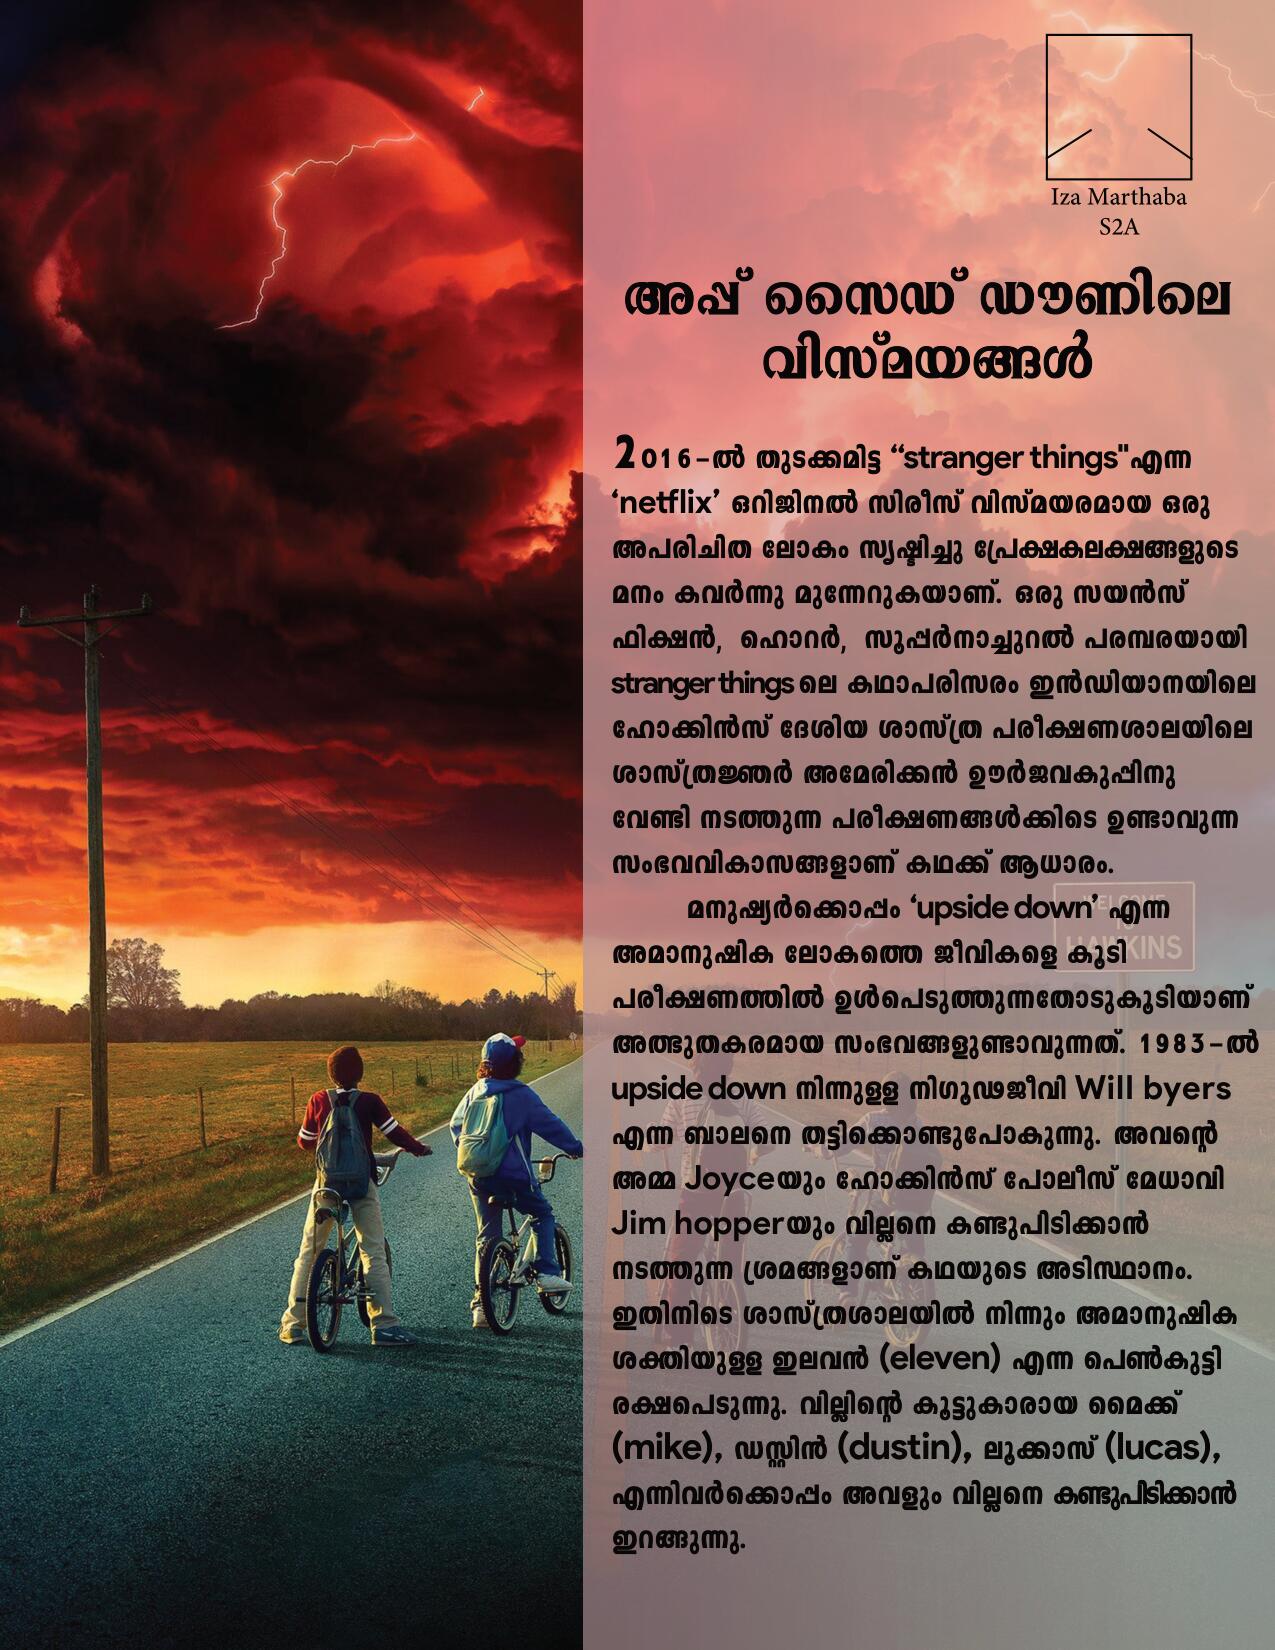 Iza Marthaba
S2A
അപ്പ് സൈഡ് ഡൗണിലെ
വിസ്മയങ്ങൾ
2016-ൽ തുടക്കമിട്ട “stranger things"എന്ന
‘netflix’ ഒറിജിനൽ സിരീസ് വിസ്മയരമായ ഒരു
അപരിചിത ലോകം സൃഷ്ടിച്ചു പ്രേക്ഷകലക്ഷങ്ങളുടെ
മനം കവർന്നു മുന്നേറുകയാണ്. ഒരു സയൻസ്
ഫിക്ഷൻ, ഹൊറർ, സൂപ്പർനാച്ചുറൽ പരമ്പരയായി
stranger things ലെ കഥാപരിസരം ഇൻഡിയാനയിലെ
ഹോക്കിൻസ് ദേശിയ ശാസ്ത്ര പരീക്ഷണശാലയിലെ
ശാസ്ത്രജ്ഞർ അമേരിക്കൻ ഊർജവകുപ്പിനു
വേണ്ടി നടത്തുന്ന പരീക്ഷണങ്ങൾക്കിടെ ഉണ്ടാവുന്ന
സംഭവവികാസങ്ങളാണ് കഥക്ക് ആധാരം.
മനുഷ്യർക്കൊപ്പം ‘upside down’ എന്ന
അമാനുഷിക ലോകത്തെ ജീവികളെ കൂടി
പരീക്ഷണത്തിൽ ഉൾപെടുത്തുന്നതോടുകൂടിയാണ്
അത്ഭുതകരമായ സംഭവങ്ങളുണ്ടാവുന്നത്. 1983-ൽ
upside down നിന്നുളള നിഗൂഢജീവി Will byers
എന്ന ബാലനെ തട്ടിക്കൊണ്ടുപോകുന്നു. അവന്റെ
അമ്മ Joyceയും ഹോക്കിൻസ് പോലീസ് മേധാവി
Jim hopperയും വില്ലനെ കണ്ടുപിടിക്കാൻ
നടത്തുന്ന ശ്രമങ്ങളാണ് കഥയുടെ അടിസ്ഥാനം.
ഇതിനിടെ ശാസ്ത്രശാലയിൽ നിന്നും അമാനുഷിക
ശക്തിയുളള ഇലവൻ (eleven) എന്ന പെൺകുട്ടി
രക്ഷപെടുന്നു. വില്ലിന്റെ കൂട്ടുകാരായ മൈക്ക്
(mike), ഡസ്റ്റിൻ (dustin), ലൂക്കാസ് (lucas),
എന്നിവർക്കൊപ്പം അവളും വില്ലനെ കണ്ടുപിടിക്കാൻ
ഇറങ്ങുന്നു.
WELCOME
TO
HAWKINS